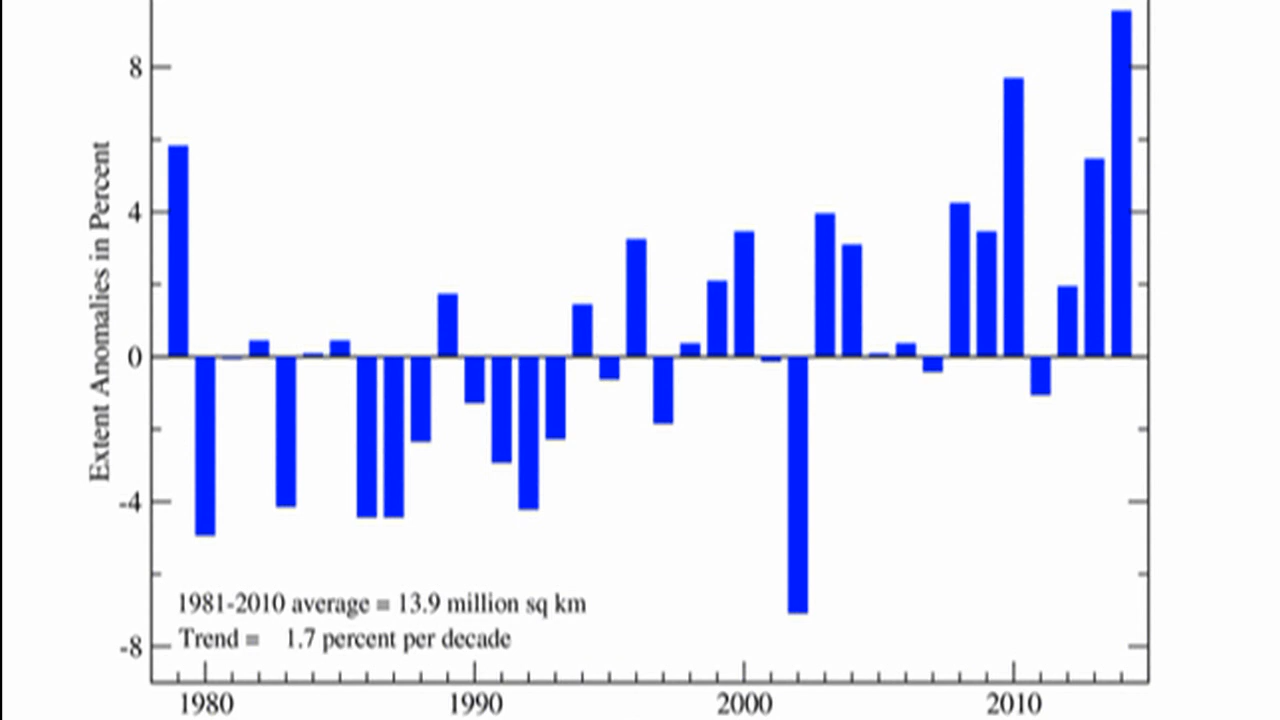 8
4
0
-4
-8
Extent Anomalies in Percent
1981-2010 average = 13.9 million sq km
Trend = 1.7 percent per decade
1980 1990 2000 2010